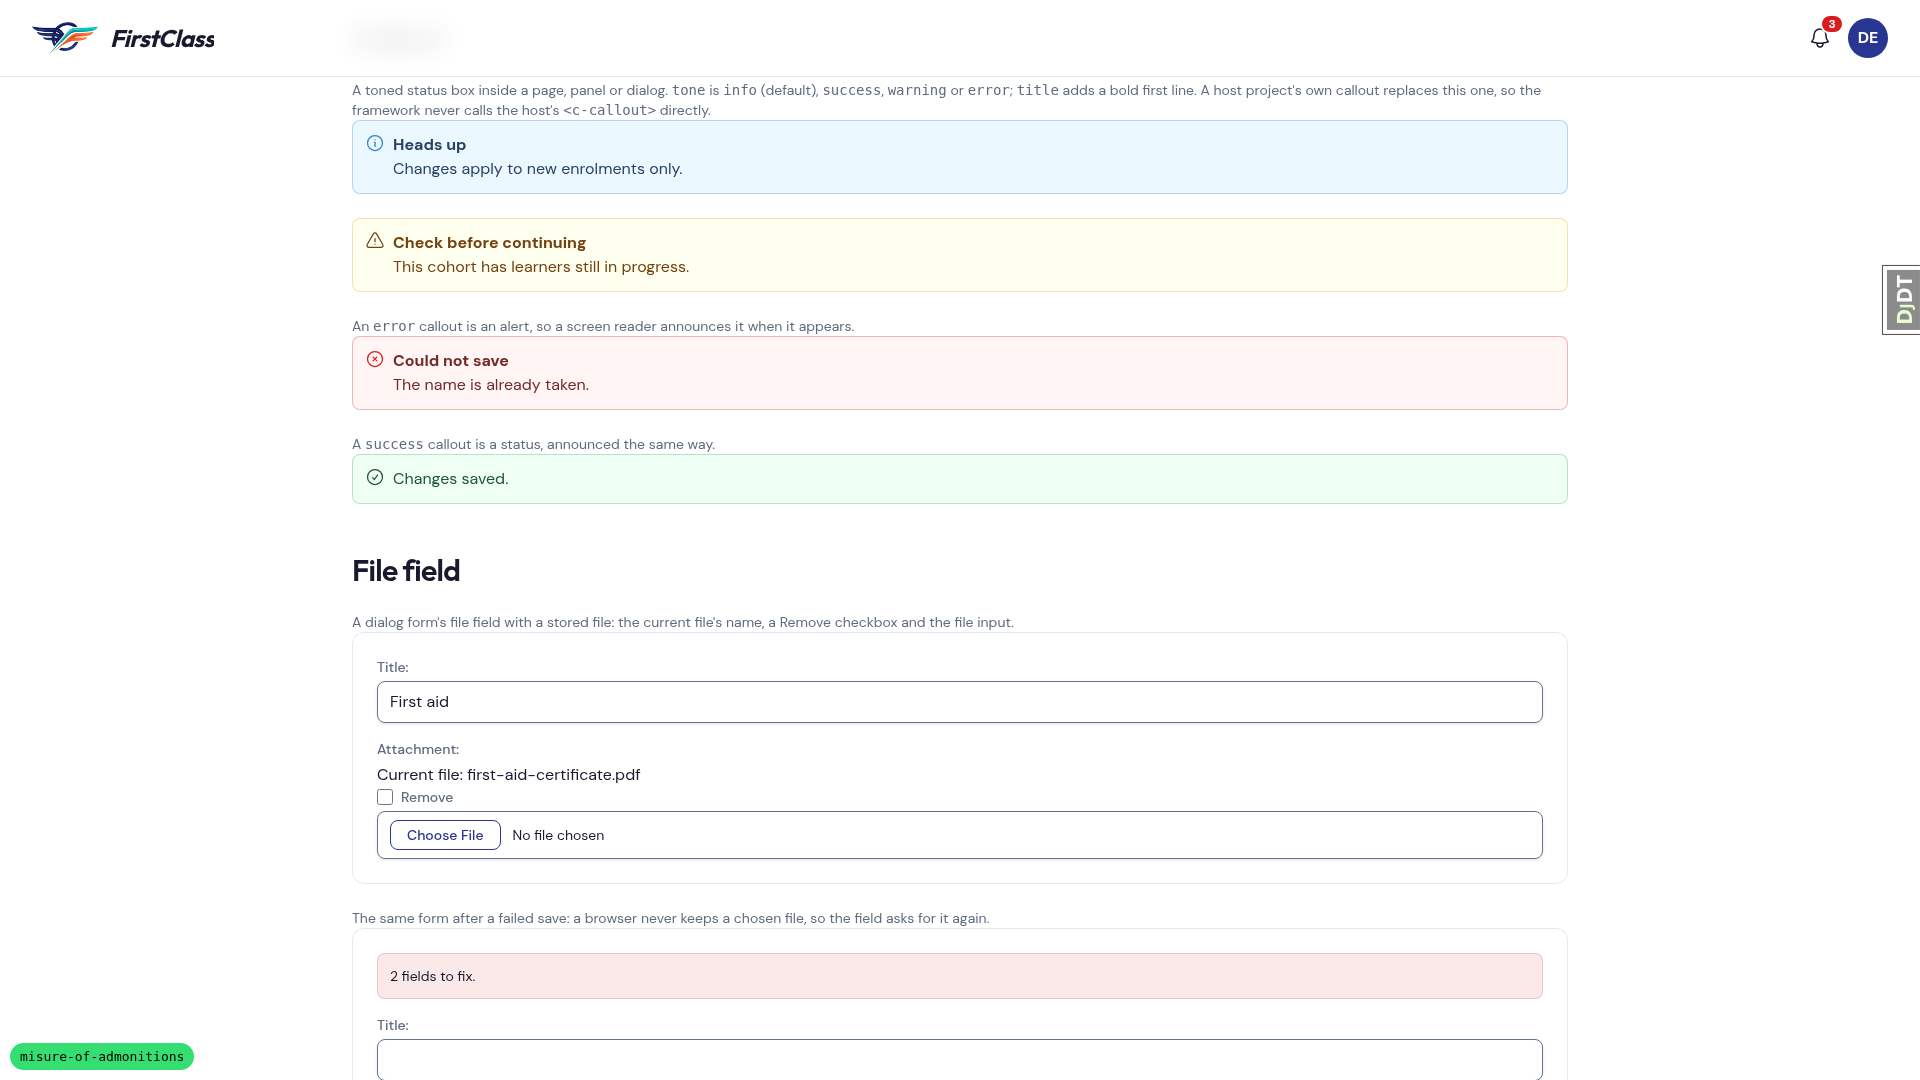 FirstClass
3
DE
A toned status box inside a page, panel or dialog. tone is info (default), success, warning or error; title adds a bold first line. A host project's own callout replaces this one, so the
framework never calls the host's <c-callout> directly.
Heads up
Changes apply to new enrolments only.
Check before continuing
This cohort has learners still in progress.
DJDT
An error callout is an alert, so a screen reader announces it when it appears.
Could not save
The name is already taken.
A success callout is a status, announced the same way.
Changes saved.
File field
A dialog form's file field with a stored file: the current file's name, a Remove checkbox and the file input.
Title:
First aid
Attachment:
Current file: first-aid-certificate.pdf
Remove
Choose File No file chosen
The same form after a failed save: a browser never keeps a chosen file, so the field asks for it again.
2 fields to fix.
Title:
misure-of-admonitions